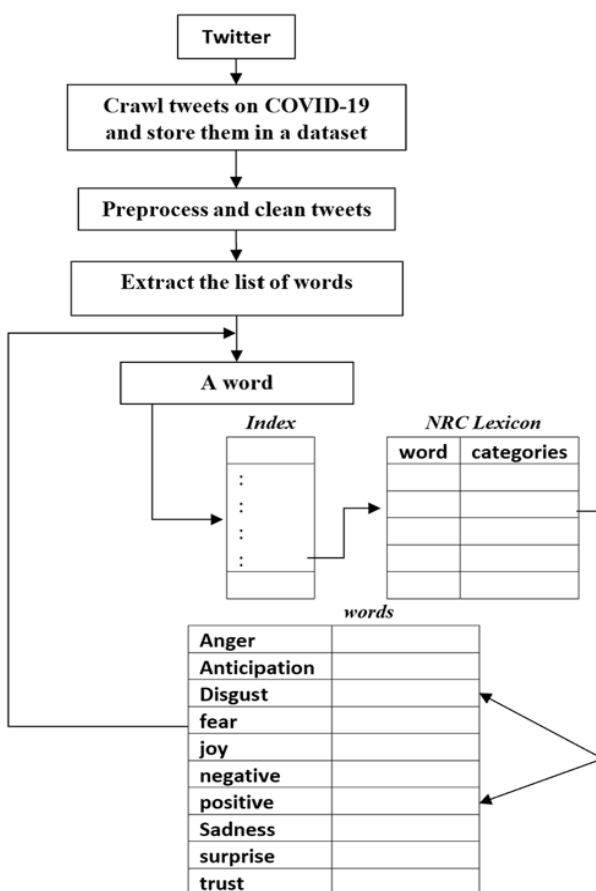 Twitter
Crawl tweets on COVID-19
and store them in a dataset
Preprocess and clean tweets
Extract the list of words
A word
Index
NRC Lexicon
word categories
:
:
:
:
words
Anger
Anticipation
Disgust
fear
joy
negative
positive
Sadness
surprise
trust